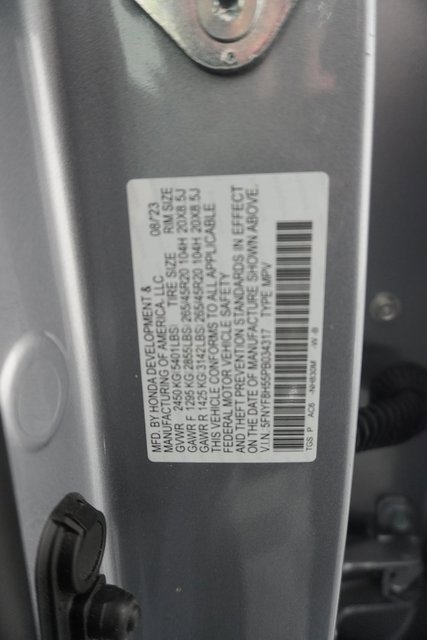 MFD. BY HONDA DEVELOPMENT & 08/23
MANUFACTURING OF AMERICA, LLC
GVWR 2450 KG(5401LBS) TIRE SIZE RIM SIZE
GAWR F 1295 KG(2855LBS)265/45R20 104H 20X8.5J
GAWR R 1425 KG(3142LBS)265/45R20 104H 20X8.5J
THIS VEHICLE CONFORMS TO ALL APPLICABLE
FEDERAL MOTOR VEHICLE SAFETY
AND THEFT PREVENTION STANDARDS IN EFFECT
ON THE DATE OF MANUFACTURE SHOWN ABOVE.
V.I.N. 5FNYF8H55PB034317 TYPE MPV
TGS P AC6 -NH830M -W -B